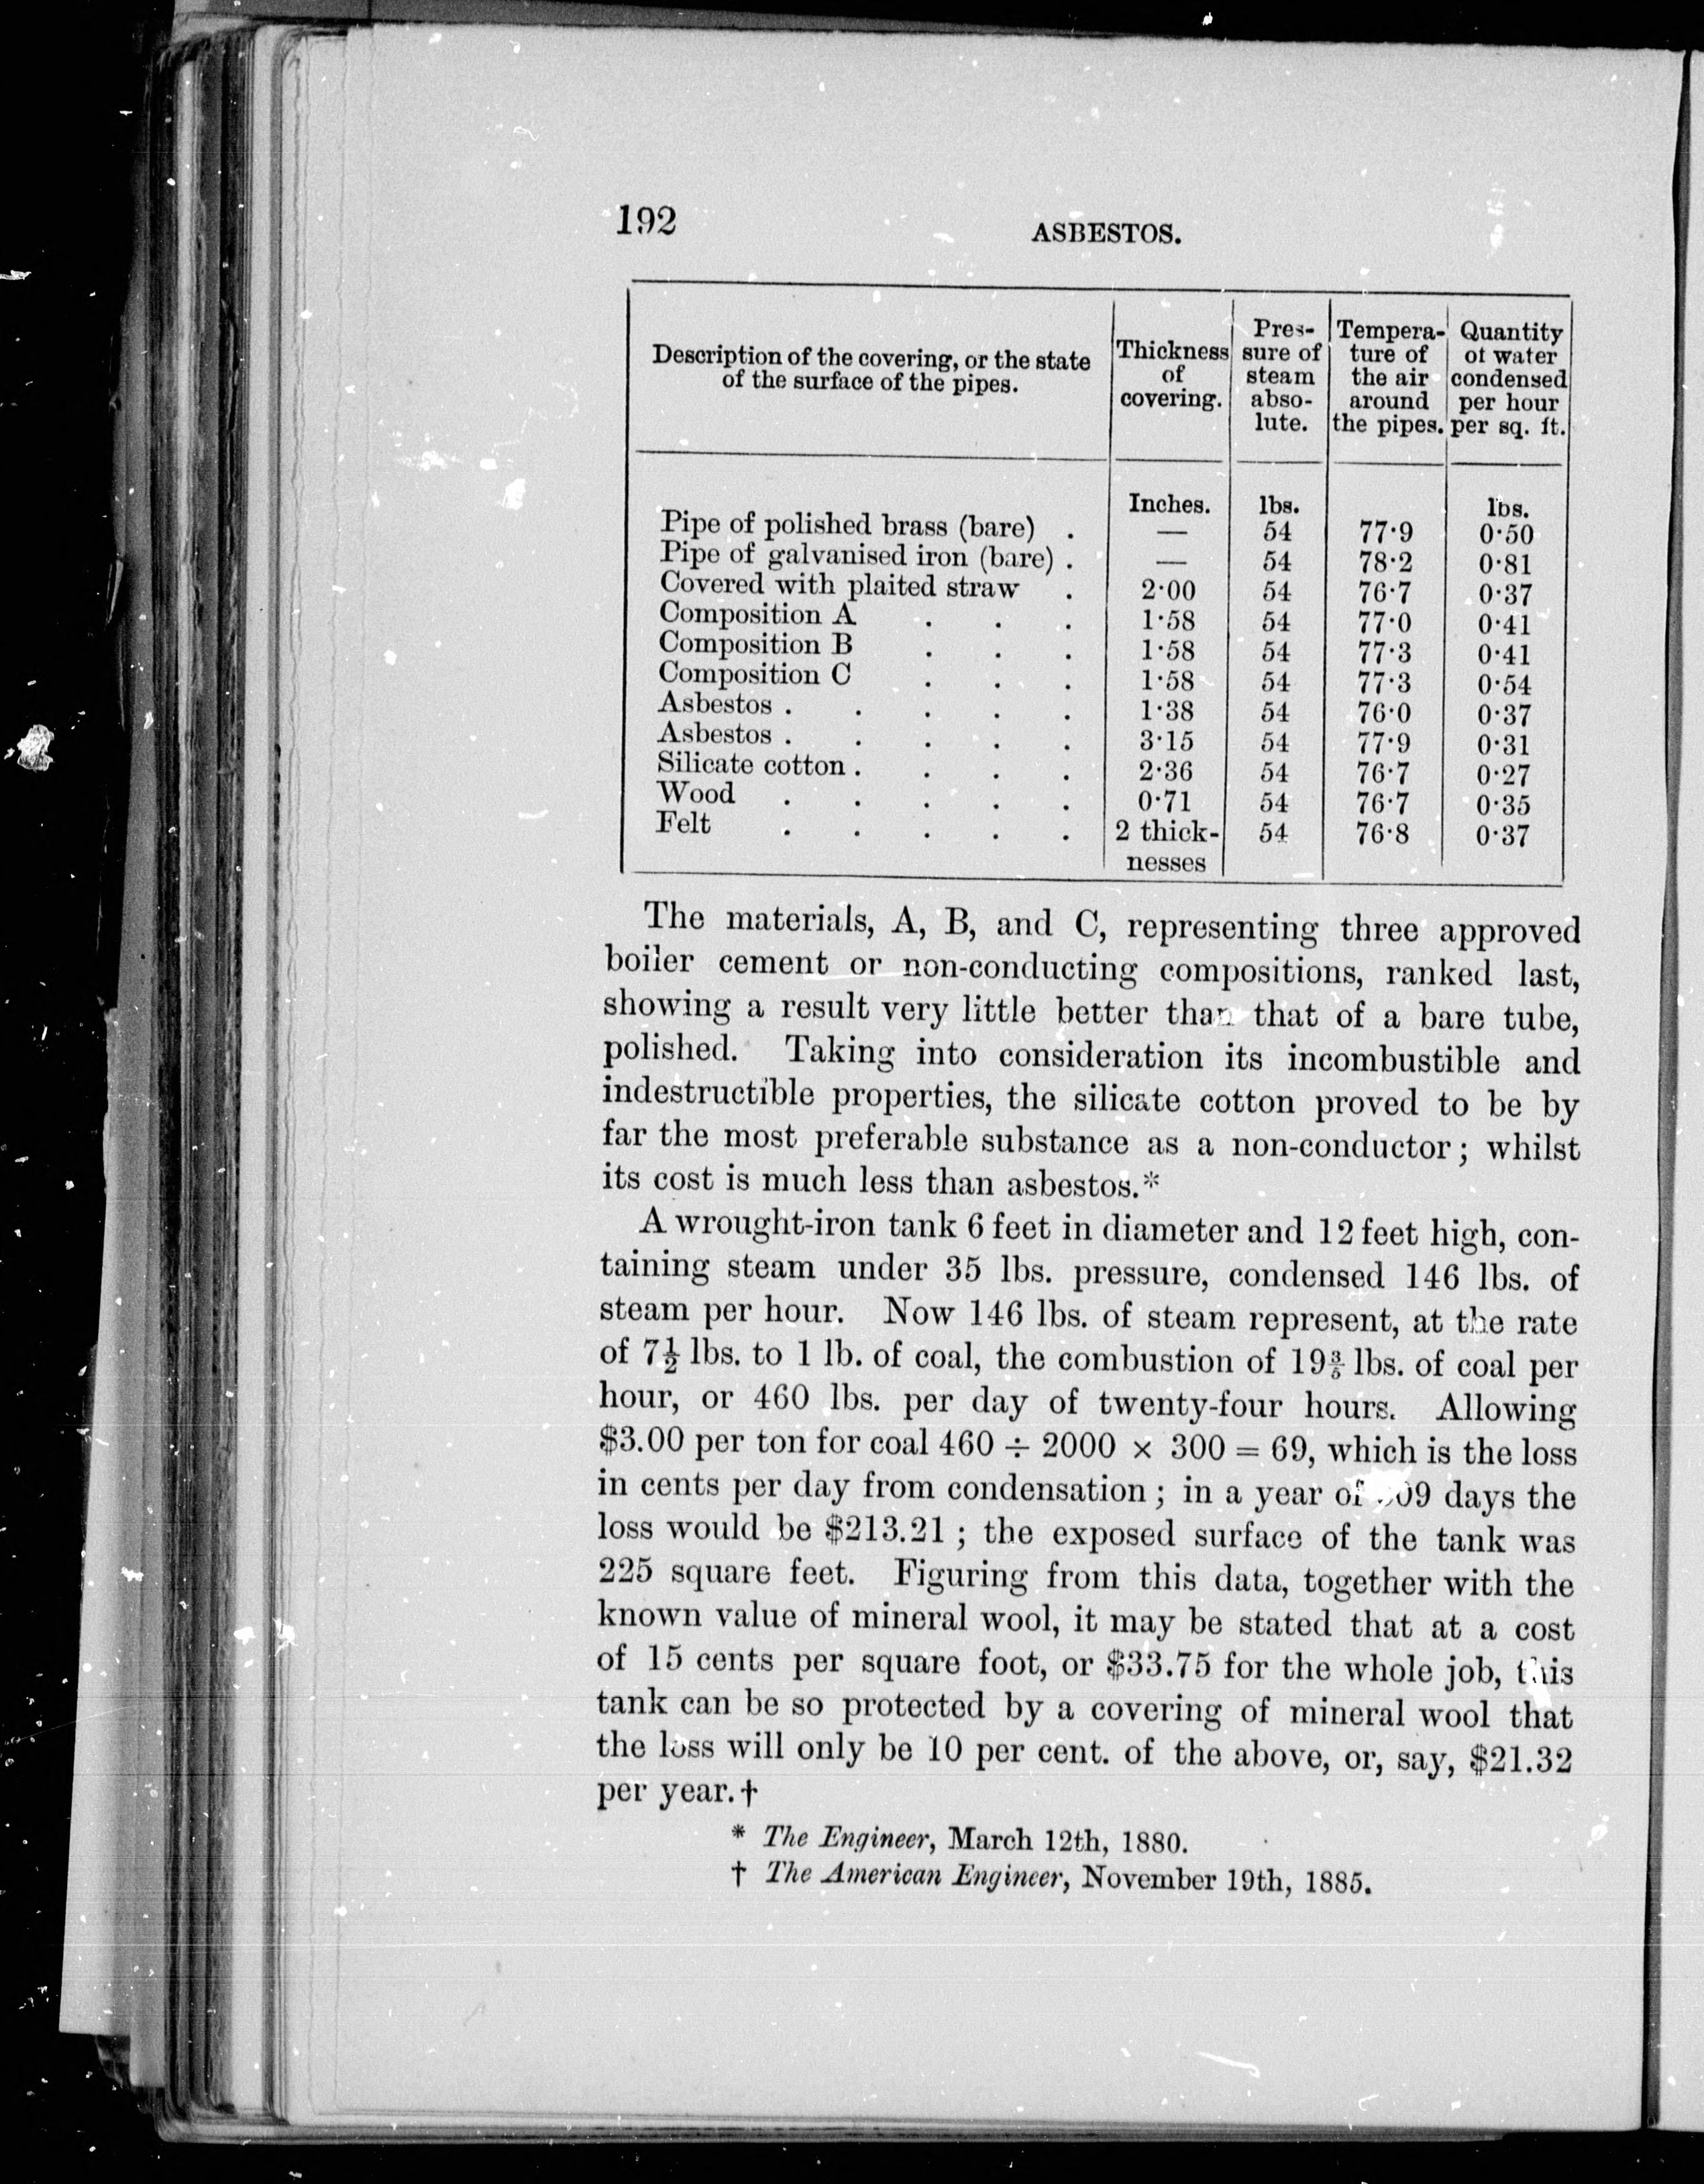 192
ASBESTOS.
Description of the covering, or the state of the surface of the pipes. | Thickness of covering. | Pres- sure of steam abso- lute. | Tempera- ture of the air around the pipes. | Quantity ot water condensed per hour per sq. ft.
Inches. lbs. lbs.
Pipe of polished brass (bare) . — 54 77·9 0·50
Pipe of galvanised iron (bare) . — 54 78·2 0·81
Covered with plaited straw . 2·00 54 76·7 0·37
Composition A . . . 1·58 54 77·0 0·41
Composition B . . . 1·58 54 77·3 0·41
Composition C . . . 1·58 54 77·3 0·54
Asbestos . . . . . 1·38 54 76·0 0·37
Asbestos . . . . . 3·15 54 77·9 0·31
Silicate cotton . . . . 2·36 54 76·7 0·27
Wood . . . . . 0·71 54 76·7 0·35
Felt . . . . . 2 thick- 54 76·8 0·37
nesses
The materials, A, B, and C, representing three approved
boiler cement or non-conducting compositions, ranked last,
showing a result very little better than that of a bare tube,
polished. Taking into consideration its incombustible and
indestructible properties, the silicate cotton proved to be by
far the most preferable substance as a non-conductor; whilst
its cost is much less than asbestos.*
A wrought-iron tank 6 feet in diameter and 12 feet high, con-
taining steam under 35 lbs. pressure, condensed 146 lbs. of
steam per hour. Now 146 lbs. of steam represent, at the rate
of 7½ lbs. to 1 lb. of coal, the combustion of 19⅗ lbs. of coal per
hour, or 460 lbs. per day of twenty-four hours. Allowing
$3.00 per ton for coal 460 ÷ 2000 × 300 = 69, which is the loss
in cents per day from condensation; in a year of 309 days the
loss would be $213.21; the exposed surface of the tank was
225 square feet. Figuring from this data, together with the
known value of mineral wool, it may be stated that at a cost
of 15 cents per square foot, or $33.75 for the whole job, this
tank can be so protected by a covering of mineral wool that
the loss will only be 10 per cent. of the above, or, say, $21.32
per year.†
* The Engineer, March 12th, 1880.
† The American Engineer, November 19th, 1885.